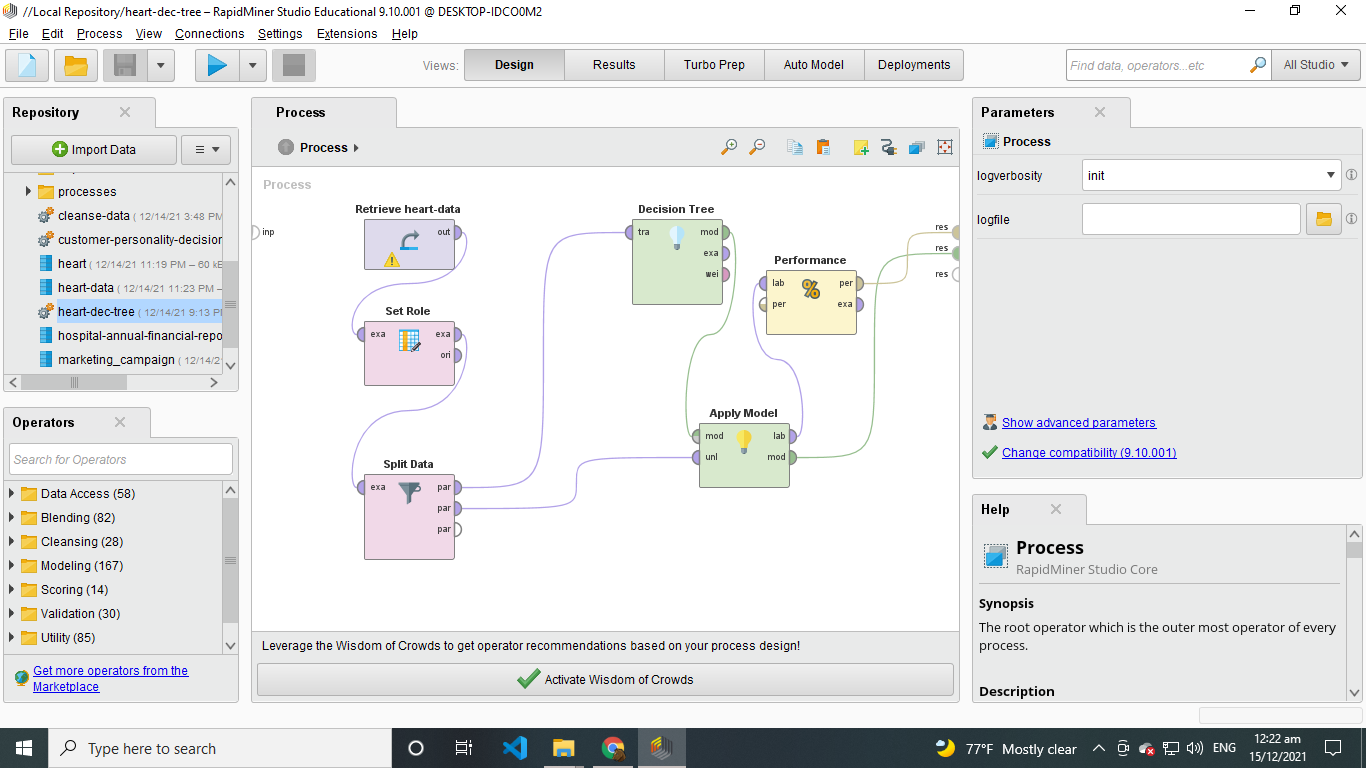 //Local Repository/heart-dec-tree – RapidMiner Studio Educational 9.10.001 @ DESKTOP-IDCO0M2
File Edit Process View Connections Settings Extensions Help
Views: Design Results Turbo Prep Auto Model Deployments
Find data, operators...etc
All Studio
Repository
Import Data
processes
cleanse-data ( 12/14/21 3:48 PM
customer-personality-decision
heart ( 12/14/21 11:19 PM – 60 kB
heart-data ( 12/14/21 11:23 PM –
heart-dec-tree ( 12/14/21 9:13 PM
hospital-annual-financial-repo
marketing_campaign ( 12/14/2
Operators
Search for Operators
Data Access (58)
Blending (82)
Cleansing (28)
Modeling (167)
Scoring (14)
Validation (30)
Utility (85)
Get more operators from the
Marketplace
Process
Process
Process
inp
Retrieve heart-data
out
Set Role
exa exa
ori
Split Data
exa par
par
par
Decision Tree
tra mod
exa
wei
Performance
lab per
per exa
Apply Model
mod lab
unl mod
res
res
res
Leverage the Wisdom of Crowds to get operator recommendations based on your process design!
Activate Wisdom of Crowds
Parameters
Process
logverbosity init
logfile
Show advanced parameters
Change compatibility (9.10.001)
Help
Process
RapidMiner Studio Core
Synopsis
The root operator which is the outer most operator of every
process.
Description
Type here to search
77°F Mostly clear
ENG
12:22 am
15/12/2021